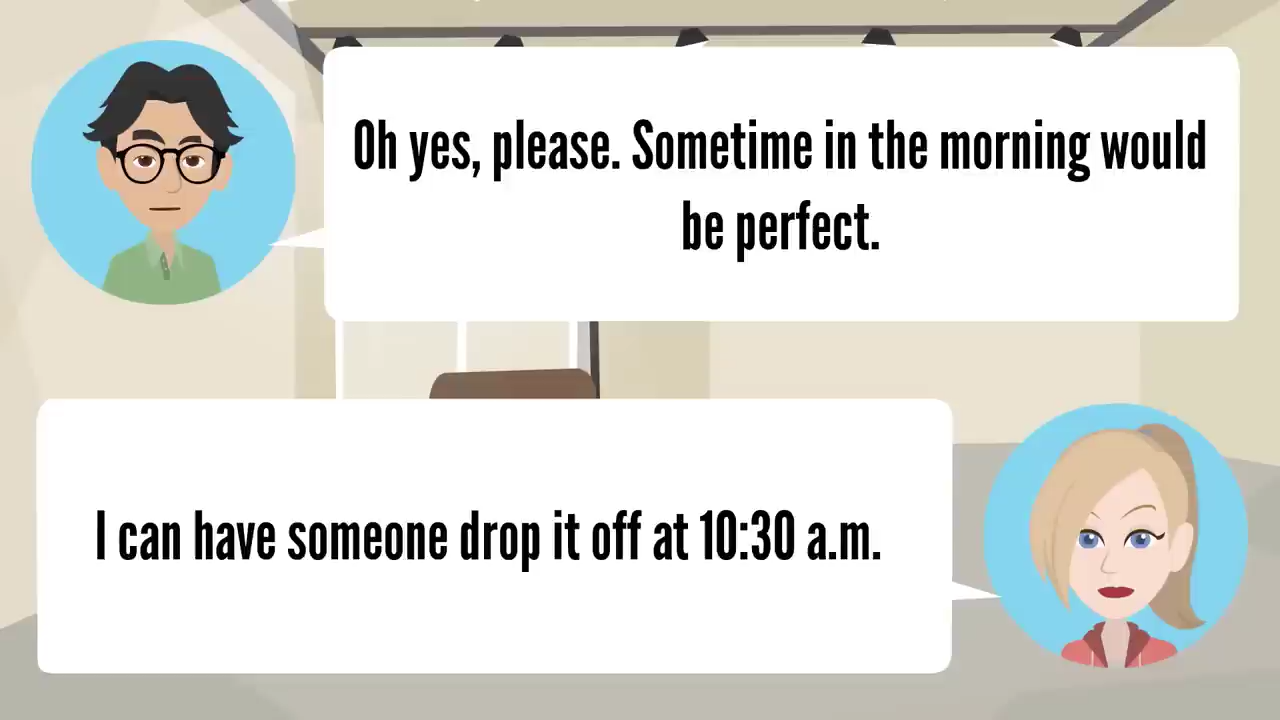 Oh yes, please. Sometime in the morning would
be perfect.
I can have someone drop it off at 10:30 a.m.